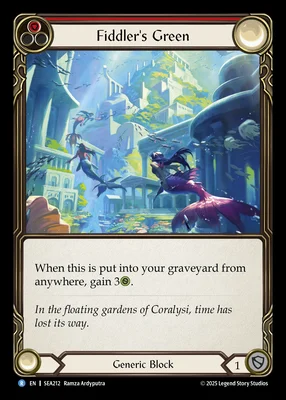 Fiddler's Green
When this is put into your graveyard from
anywhere, gain 3.
In the floating gardens of Coralysi, time has
lost its way.
Generic Block
1
R EN | SEA212 Ramza Ardyputra
© 2025 Legend Story Studios